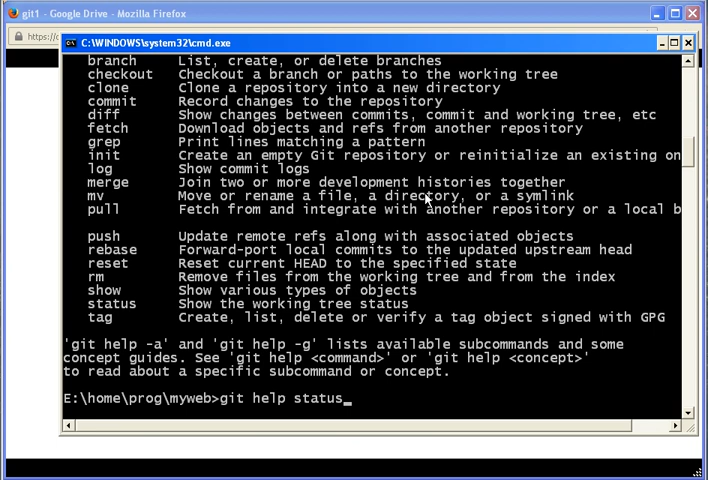 git1 - Google Drive - Mozilla Firefox
https://d
C:\WINDOWS\system32\cmd.exe
branch List, create, or delete branches
checkout Checkout a branch or paths to the working tree
clone Clone a repository into a new directory
commit Record changes to the repository
diff Show changes between commits, commit and working tree, etc
fetch Download objects and refs from another repository
grep Print lines matching a pattern
init Create an empty Git repository or reinitialize an existing on
log Show commit logs
merge Join two or more development histories together
mv Move or rename a file, a directory, or a symlink
pull Fetch from and integrate with another repository or a local b
push Update remote refs along with associated objects
rebase Forward-port local commits to the updated upstream head
reset Reset current HEAD to the specified state
rm Remove files from the working tree and from the index
show Show various types of objects
status Show the working tree status
tag Create, list, delete or verify a tag object signed with GPG
'git help -a' and 'git help -g' lists available subcommands and some
concept guides. See 'git help <command>' or 'git help <concept>'
to read about a specific subcommand or concept.
E:\home\prog\myweb>git help status_